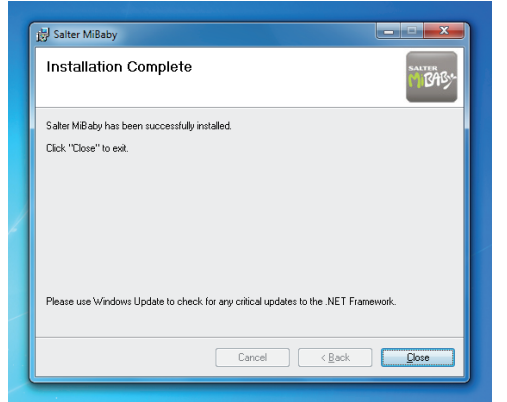 Salter MiBaby
Installation Complete
SALTER
MiBABY
Salter MiBaby has been successfully installed.
Click "Close" to exit.
Please use Windows Update to check for any critical updates to the .NET Framework.
Cancel
< Back
Close